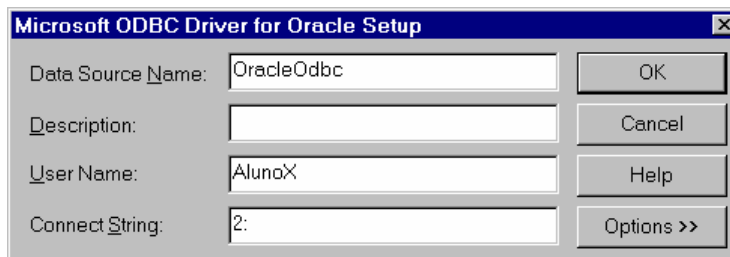 Microsoft ODBC Driver for Oracle Setup
Data Source Name: OracleOdbc OK
Description: Cancel
User Name: AlunoX Help
Connect String: 2: Options >>